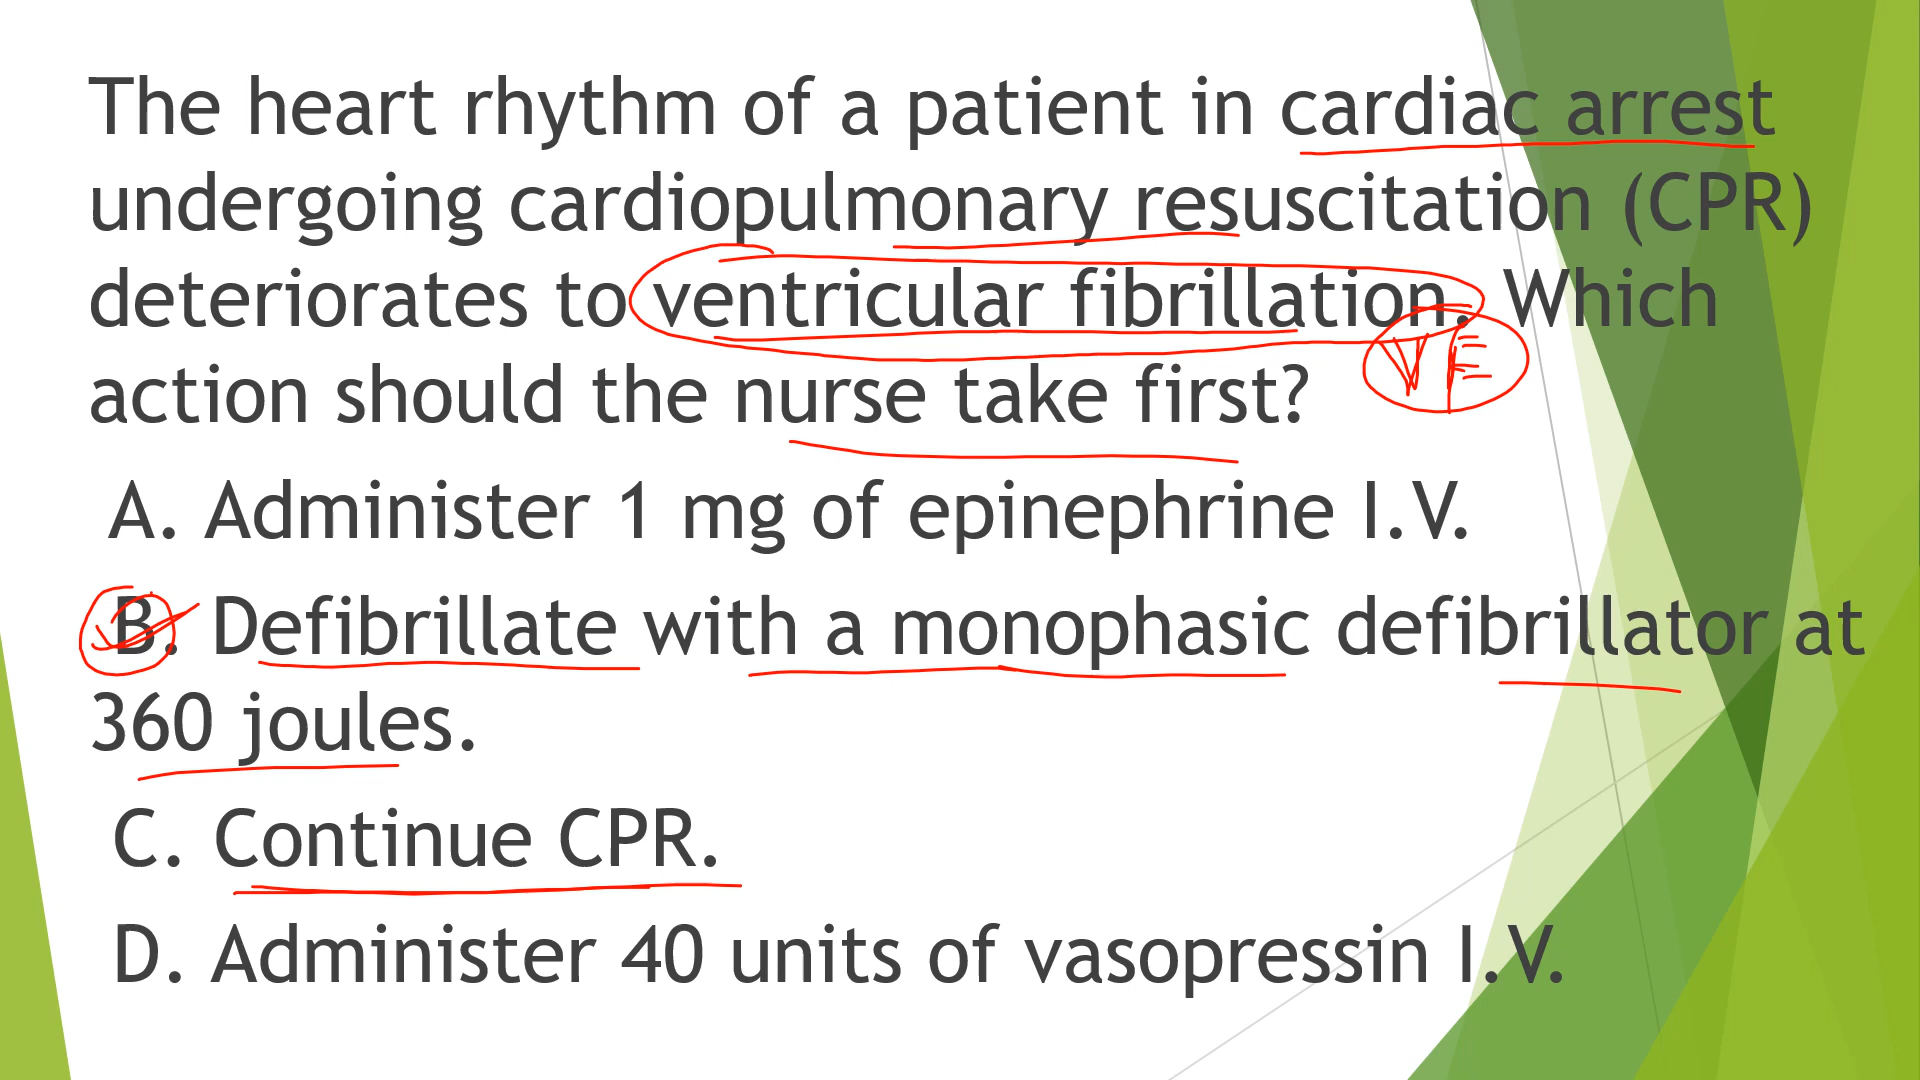 The heart rhythm of a patient in cardiac arrest
undergoing cardiopulmonary resuscitation (CPR)
deteriorates to ventricular fibrillation. Which
action should the nurse take first?
VF
A. Administer 1 mg of epinephrine I.V.
B. Defibrillate with a monophasic defibrillator at
360 joules.
C. Continue CPR.
D. Administer 40 units of vasopressin I.V.